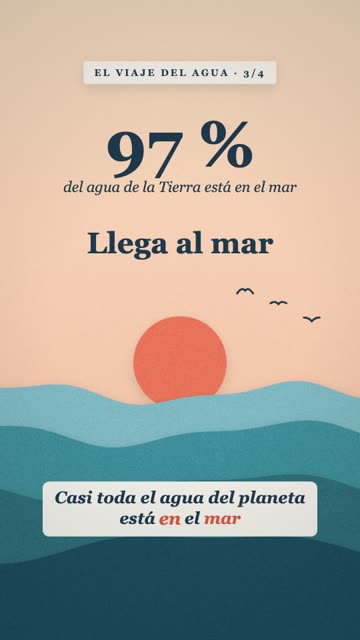 EL VIAJE DEL AGUA · 3/4
97 %
del agua de la Tierra está en el mar
Llega al mar
Casi toda el agua del planeta
está en el mar